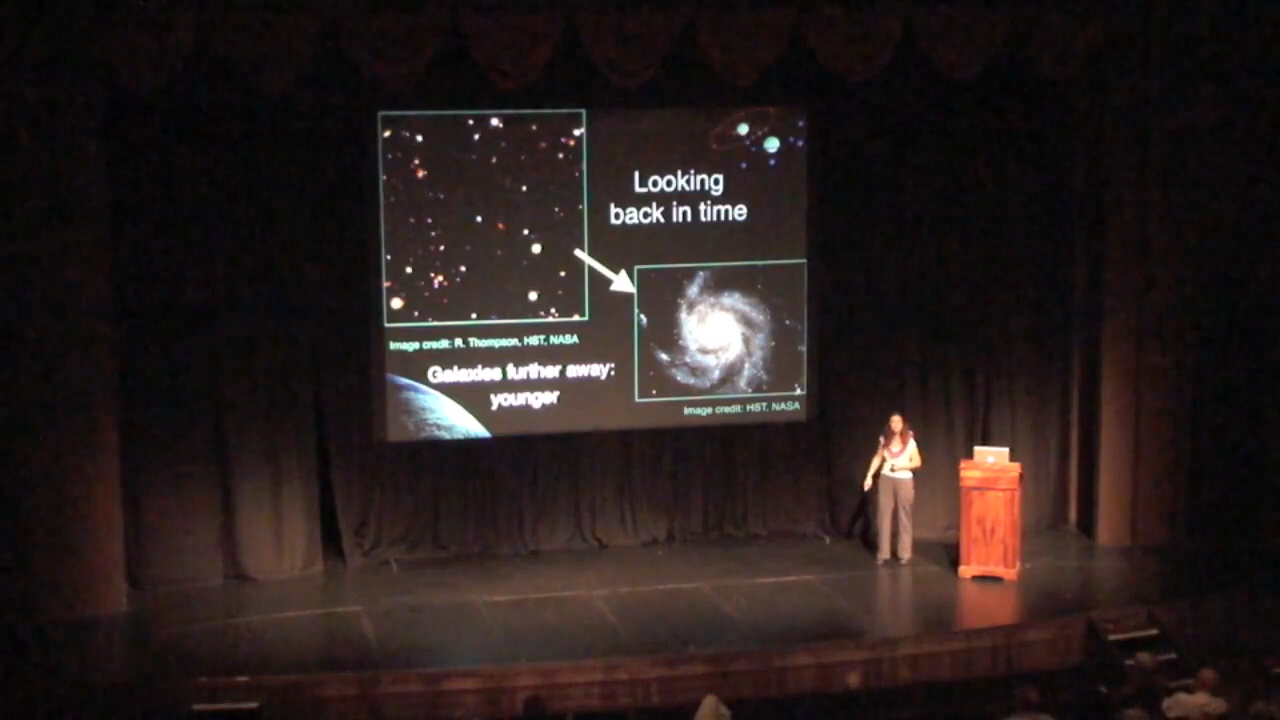 Looking
back in time
Image credit: R. Thompson, HST, NASA
Galaxies further away:
younger
Image credit: HST, NASA